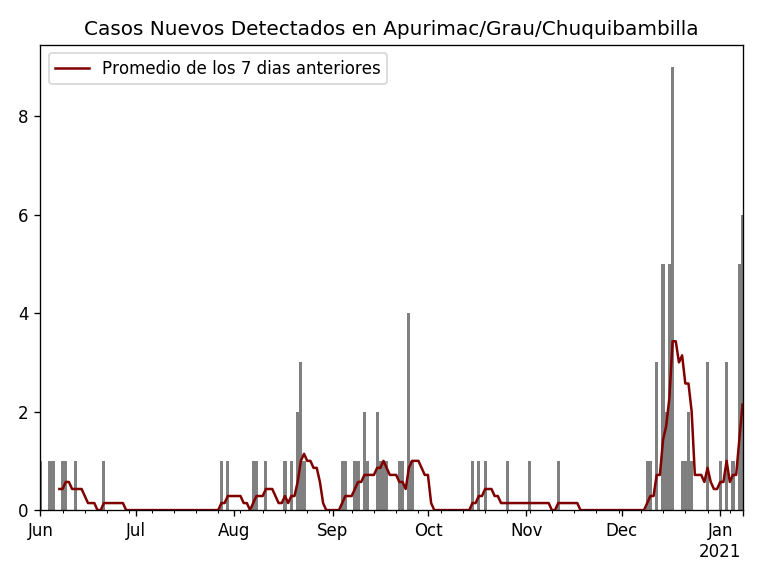 Casos Nuevos Detectados en Apurimac/Grau/Chuquibambilla
Promedio de los 7 dias anteriores
8
6
4
2
0
Jun Jul Aug Sep Oct Nov Dec Jan
2021